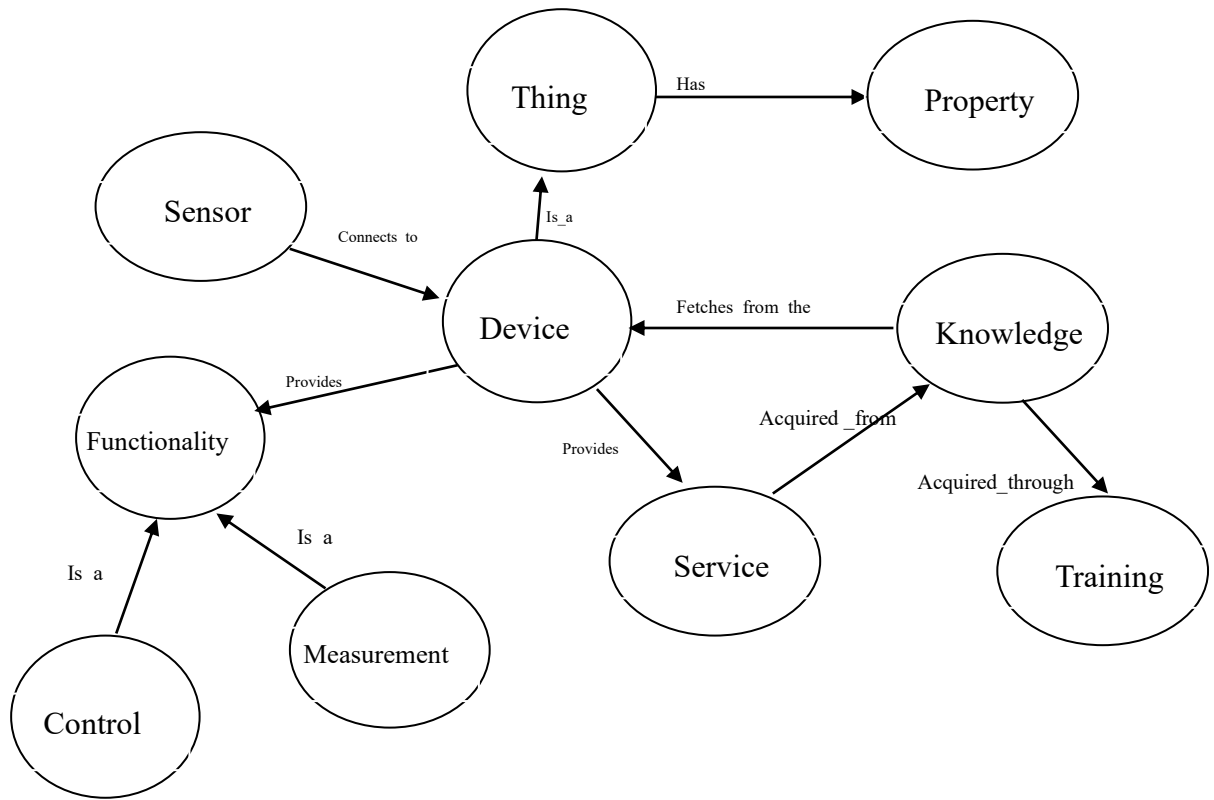 Thing
Has
Property
Sensor
Is_a
Connects to
Device
Fetches from the
Knowledge
Provides
Functionality
Acquired _from
Provides
Acquired_through
Is a
Is a
Service
Training
Measurement
Control